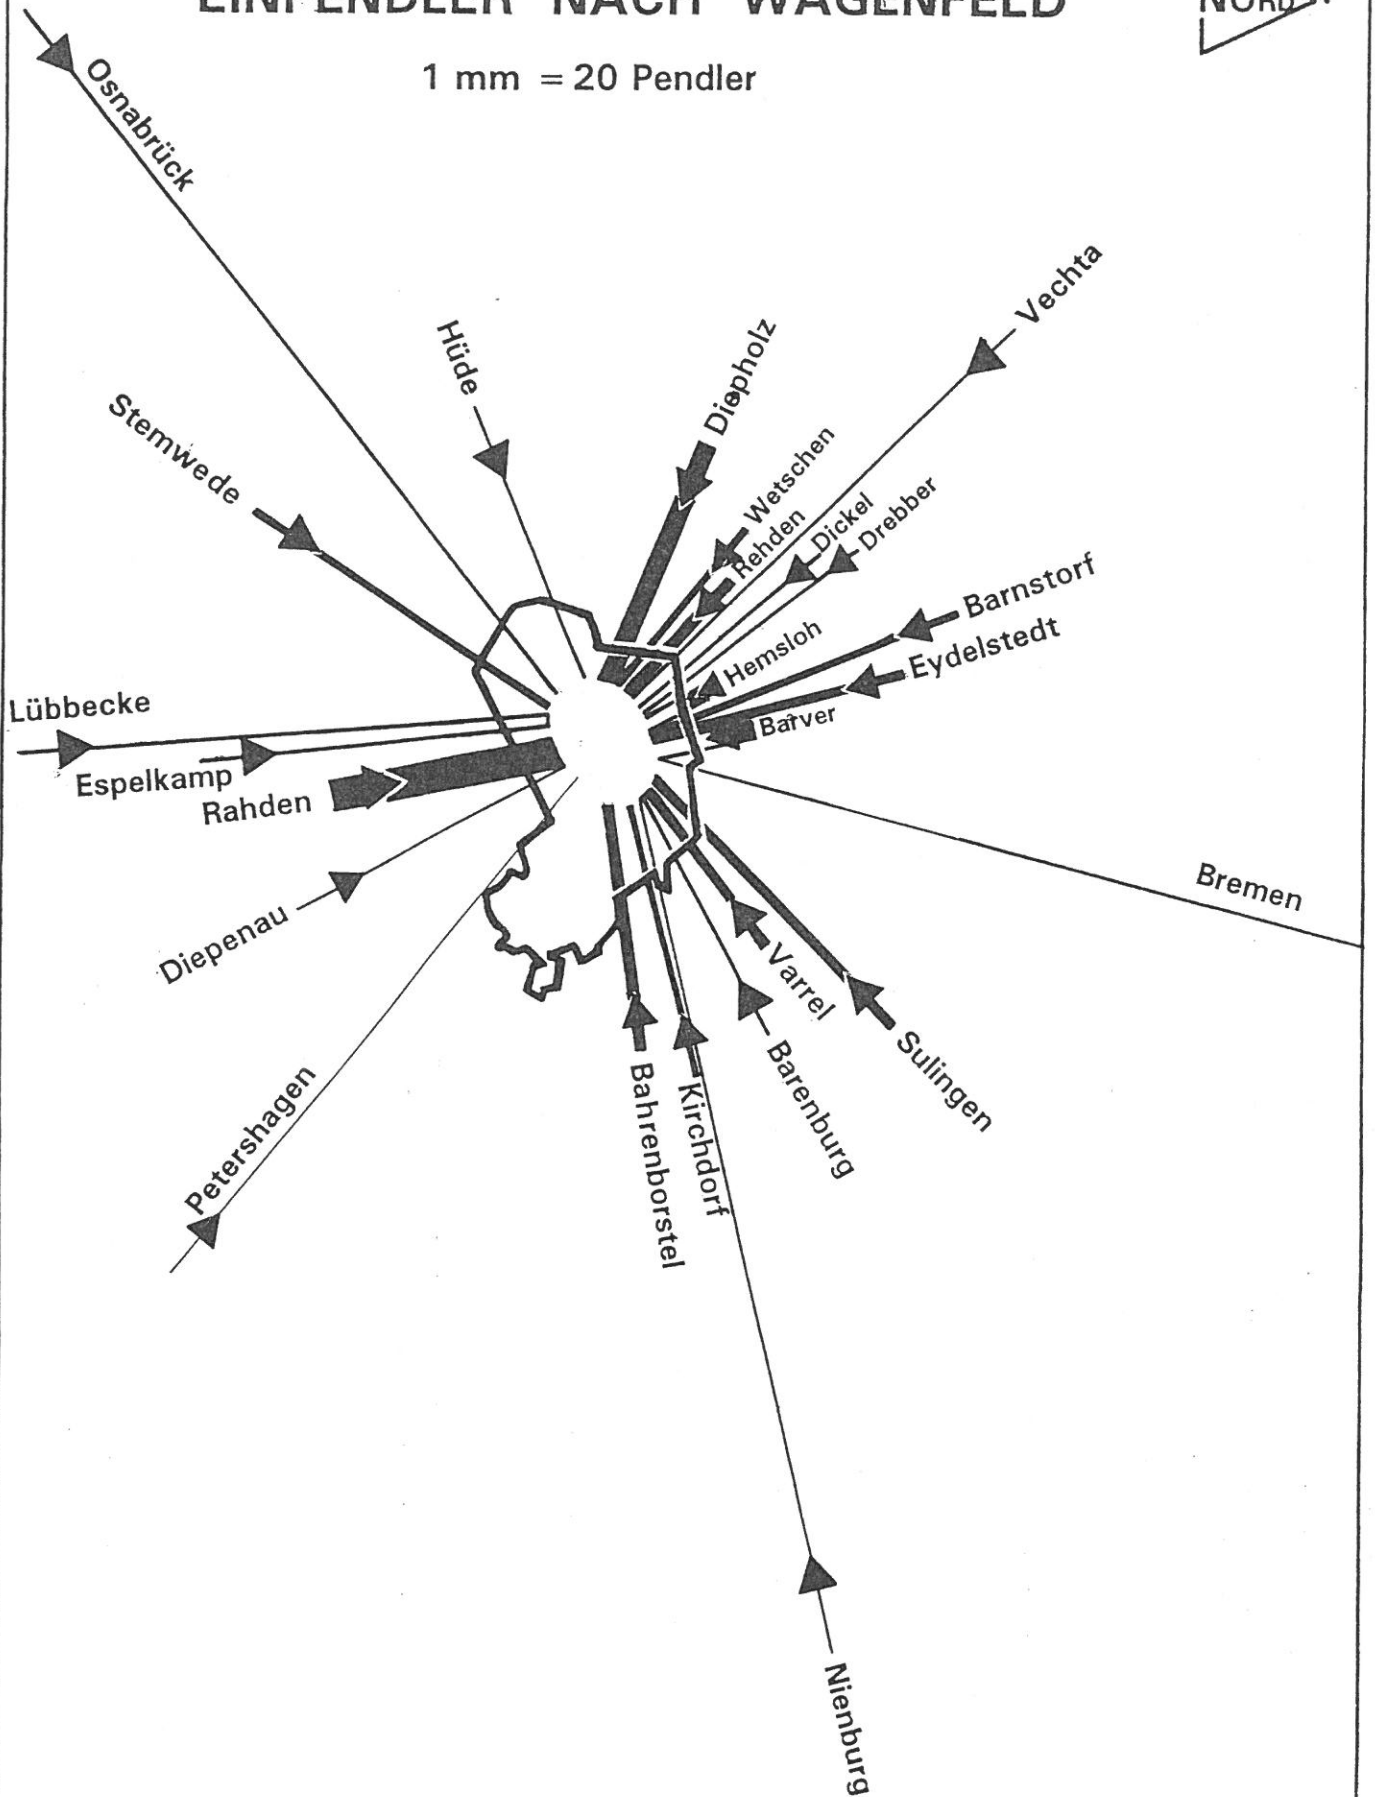 EINPENDLER NACH WAGENFELD
NORD
1 mm = 20 Pendler
Osnabrück
Vechta
Hüde
Diepholz
Stemwede
Wetschen
Rehden
Dickel
Drebber
Barnstorf
Eydelstedt
Hemsloh
Barver
Lübbecke
Espelkamp
Rahden
Bremen
Diepenau
Varrel
Sulingen
Barenburg
Petershagen
Bahrenborstel
Kirchdorf
Nienburg